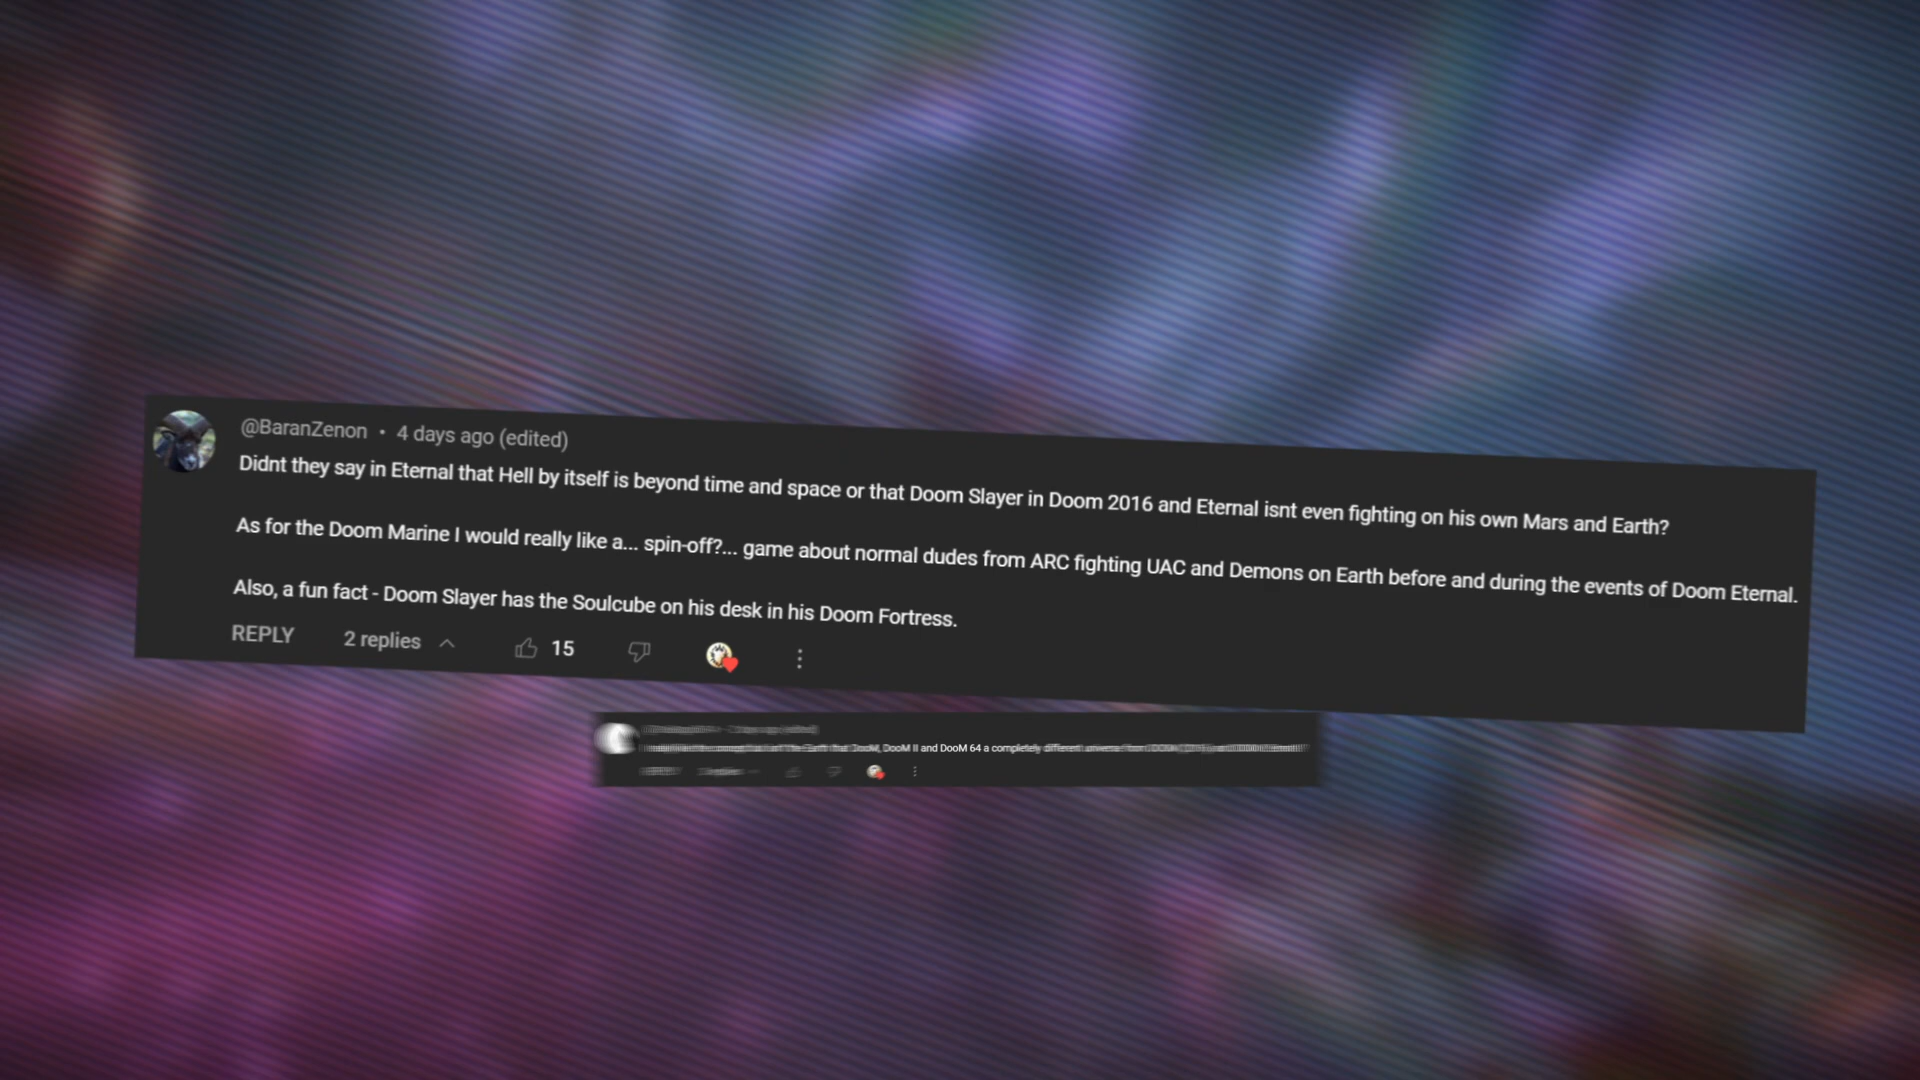 @BaranZenon • 4 days ago (edited)
Didnt they say in Eternal that Hell by itself is beyond time and space or that Doom Slayer in Doom 2016 and Eternal isnt even fighting on his own Mars and Earth?
As for the Doom Marine I would really like a... spin-off?... game about normal dudes from ARC fighting UAC and Demons on Earth before and during the events of Doom Eternal.
Also, a fun fact - Doom Slayer has the Soulcube on his desk in his Doom Fortress.
REPLY 2 replies 15
DooM, DooM II and DooM 64 a completely different universe